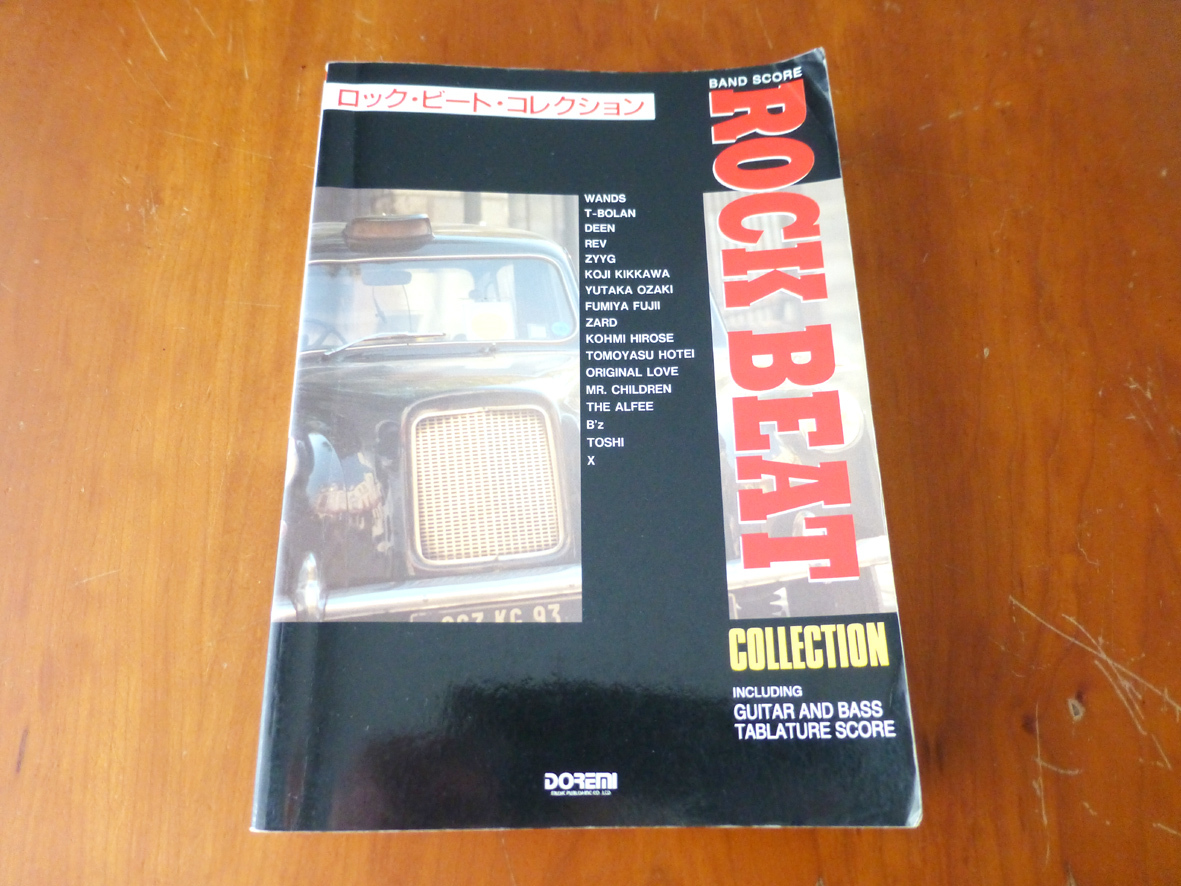 ロック・ビート・コレクション
BAND SCORE
ROCK BEAT
COLLECTION
WANDS
T-BOLAN
DEEN
REV
ZYYG
KOJI KIKKAWA
YUTAKA OZAKI
FUMIYA FUJII
ZARD
KOHMI HIROSE
TOMOYASU HOTEI
ORIGINAL LOVE
MR. CHILDREN
THE ALFEE
B'z
TOSHI
X
KG 93
INCLUDING
GUITAR AND BASS
TABLATURE SCORE
DOREMI